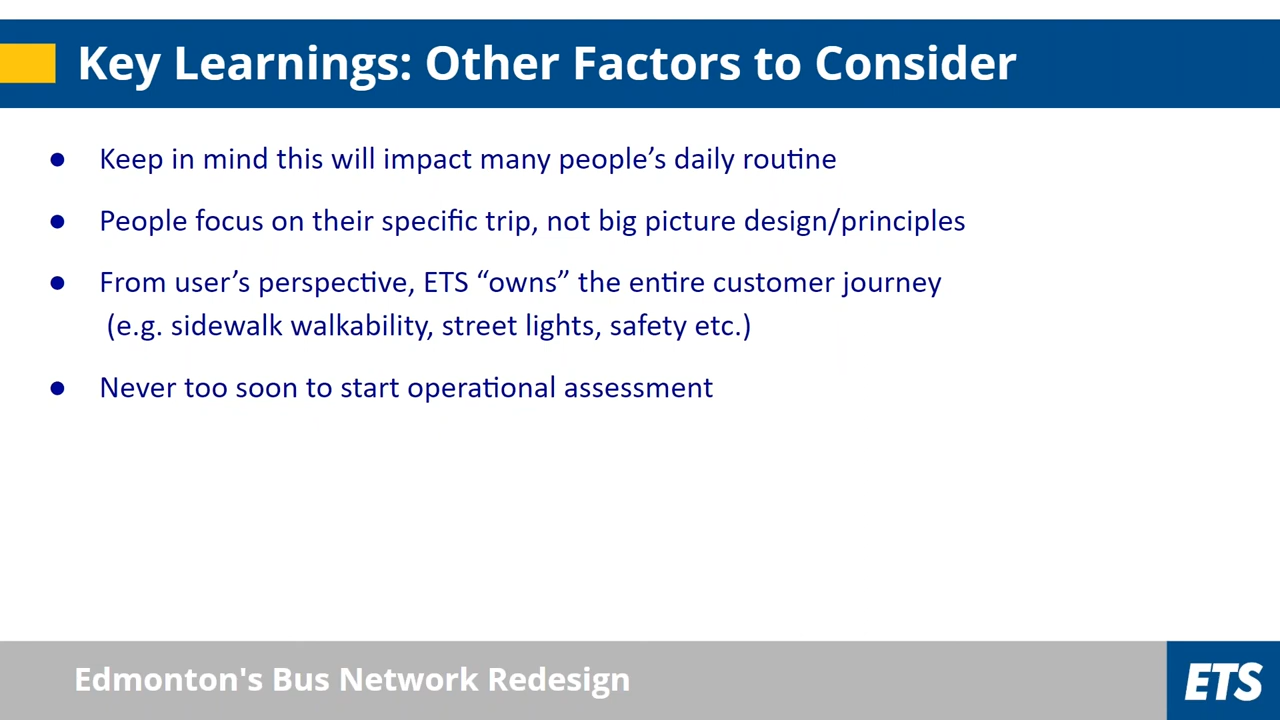 Key Learnings: Other Factors to Consider
● Keep in mind this will impact many people’s daily routine
● People focus on their specific trip, not big picture design/principles
● From user’s perspective, ETS “owns” the entire customer journey
(e.g. sidewalk walkability, street lights, safety etc.)
● Never too soon to start operational assessment
Edmonton's Bus Network Redesign
ETS